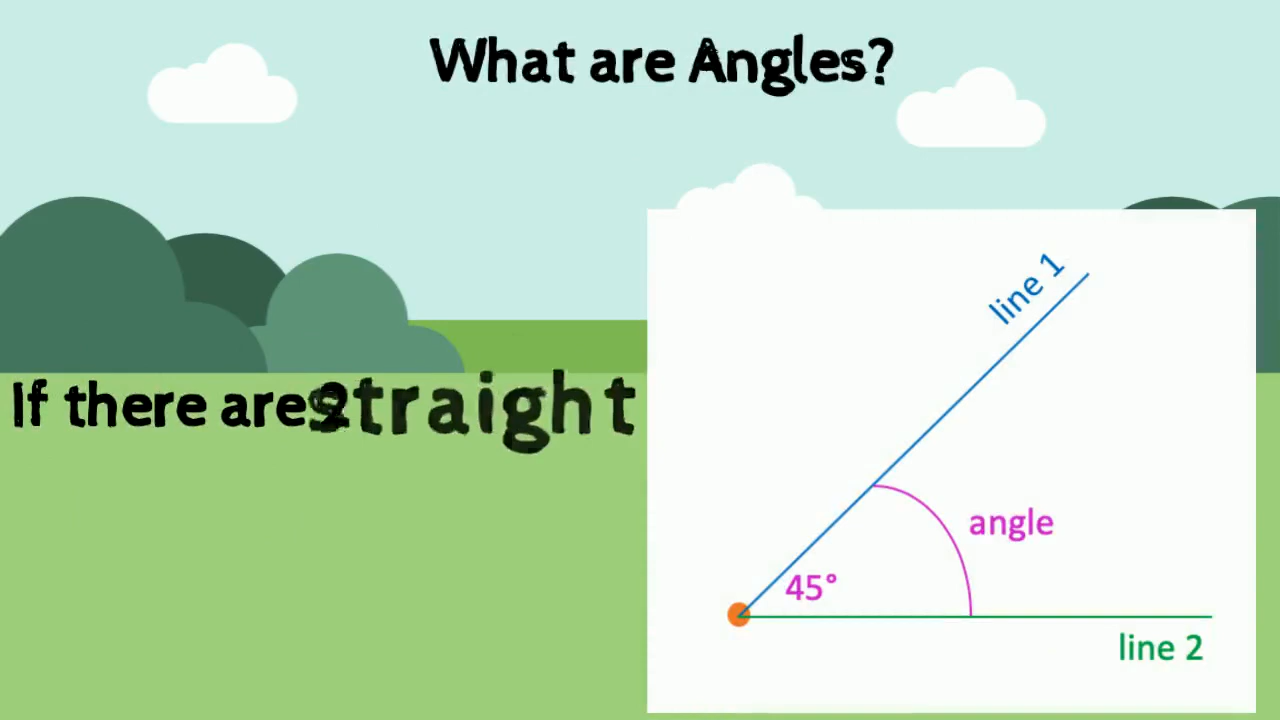 What are Angles?
line 1
If there are 2 straight
angle
45°
line 2